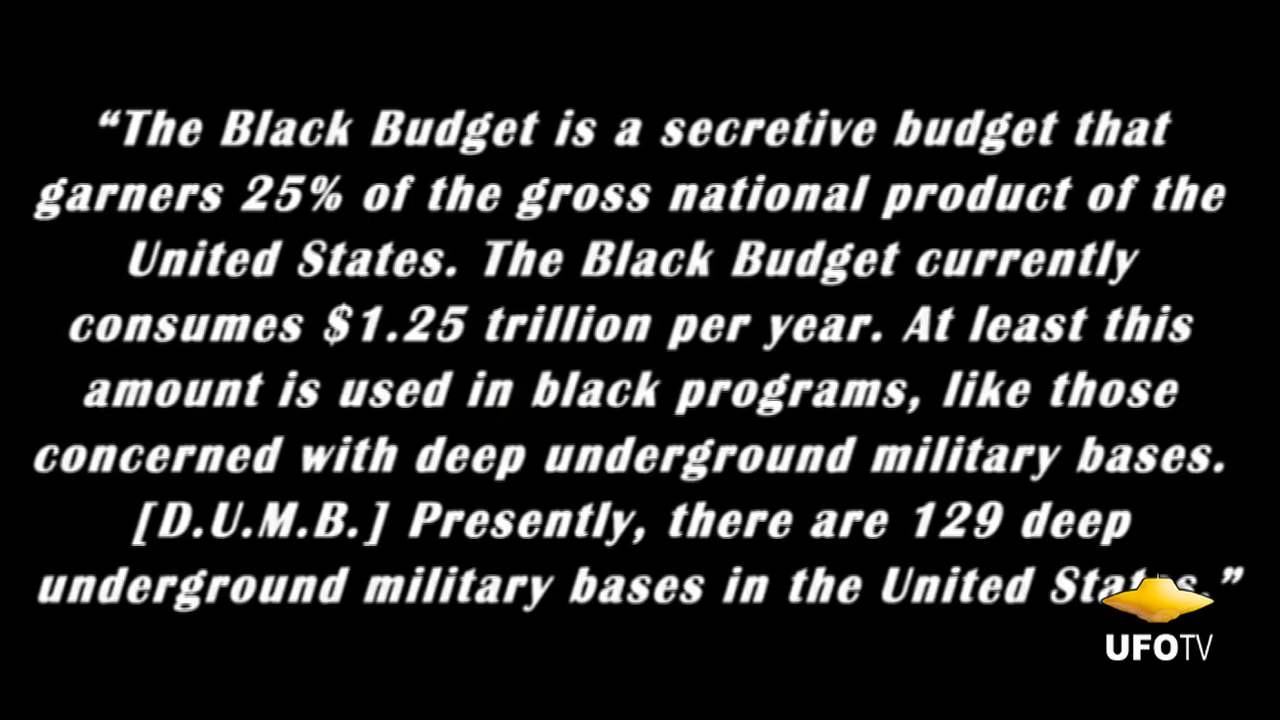 “The Black Budget is a secretive budget that
garners 25% of the gross national product of the
United States. The Black Budget currently
consumes $1.25 trillion per year. At least this
amount is used in black programs, like those
concerned with deep underground military bases.
[D.U.M.B.] Presently, there are 129 deep
underground military bases in the United States.”
UFOTV